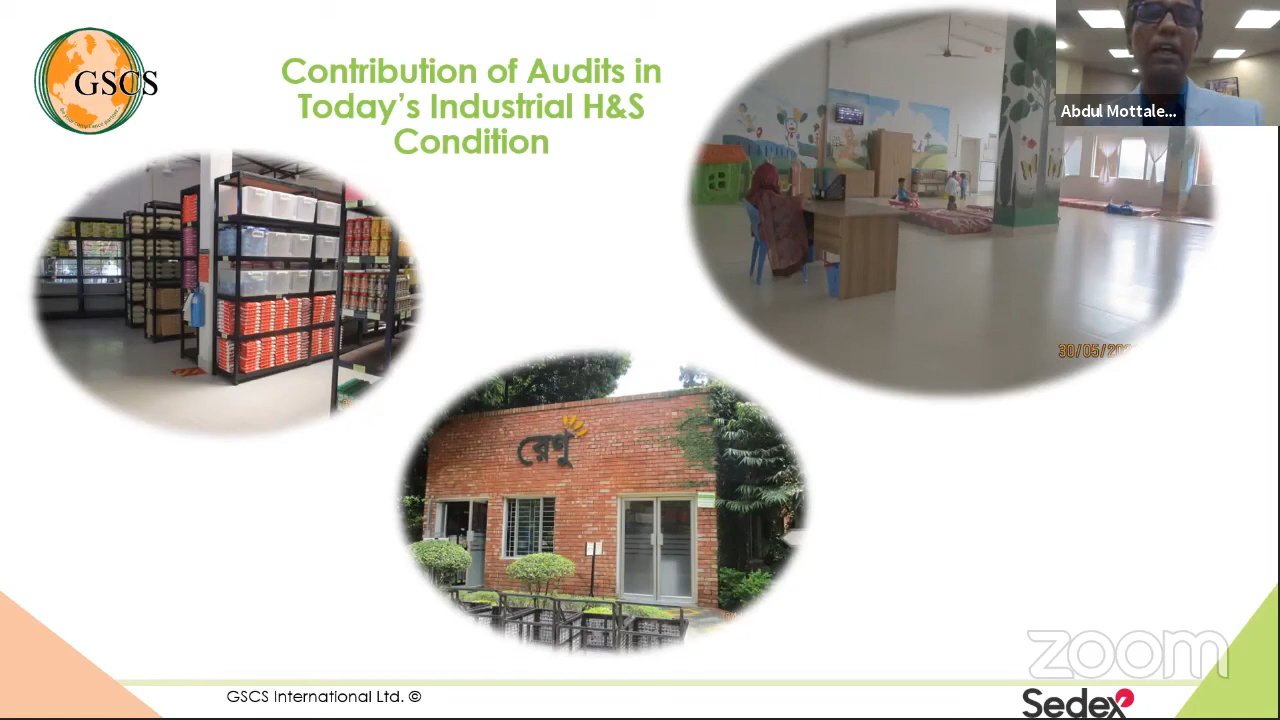 GSCS
Contribution of Audits in
Today's Industrial H&S
Condition
Abdul Mottale...
রেণু
GSCS International Ltd. ©
zoom
Sedex